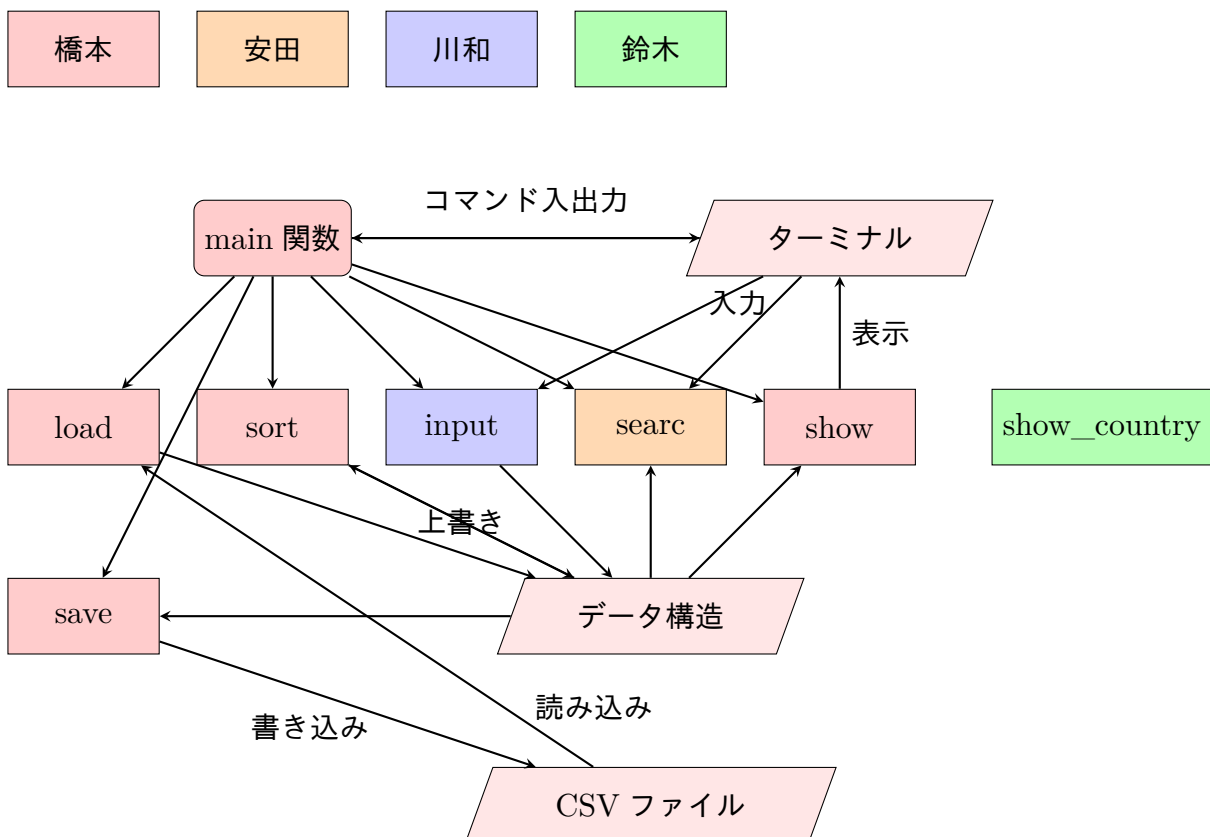 橋本
安田
川和
鈴木
コマンド入出力
main 関数
ターミナル
入力
表示
load
sort
input
searc
show
show_country
上書き
save
データ構造
読み込み
書き込み
CSV ファイル